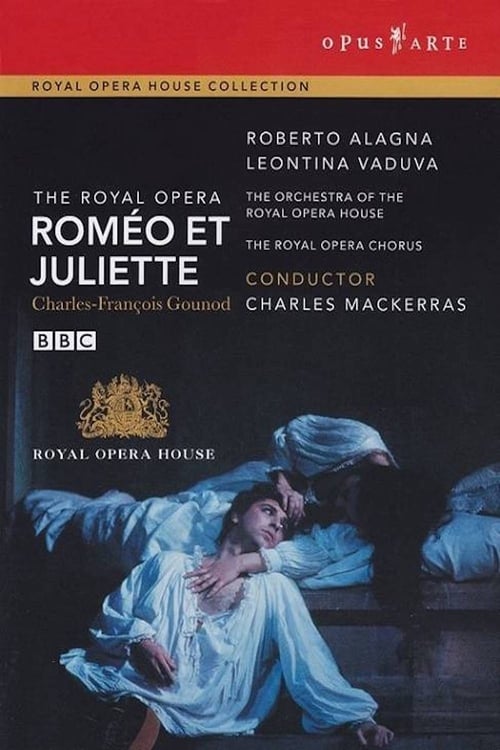 OPUS ARTE
ROYAL OPERA HOUSE COLLECTION
ROBERTO ALAGNA
LEONTINA VADUVA
THE ORCHESTRA OF THE
ROYAL OPERA HOUSE
THE ROYAL OPERA CHORUS
CONDUCTOR
CHARLES MACKERRAS
THE ROYAL OPERA
ROMÉO ET
JULIETTE
Charles-François Gounod
BBC
ROYAL OPERA HOUSE